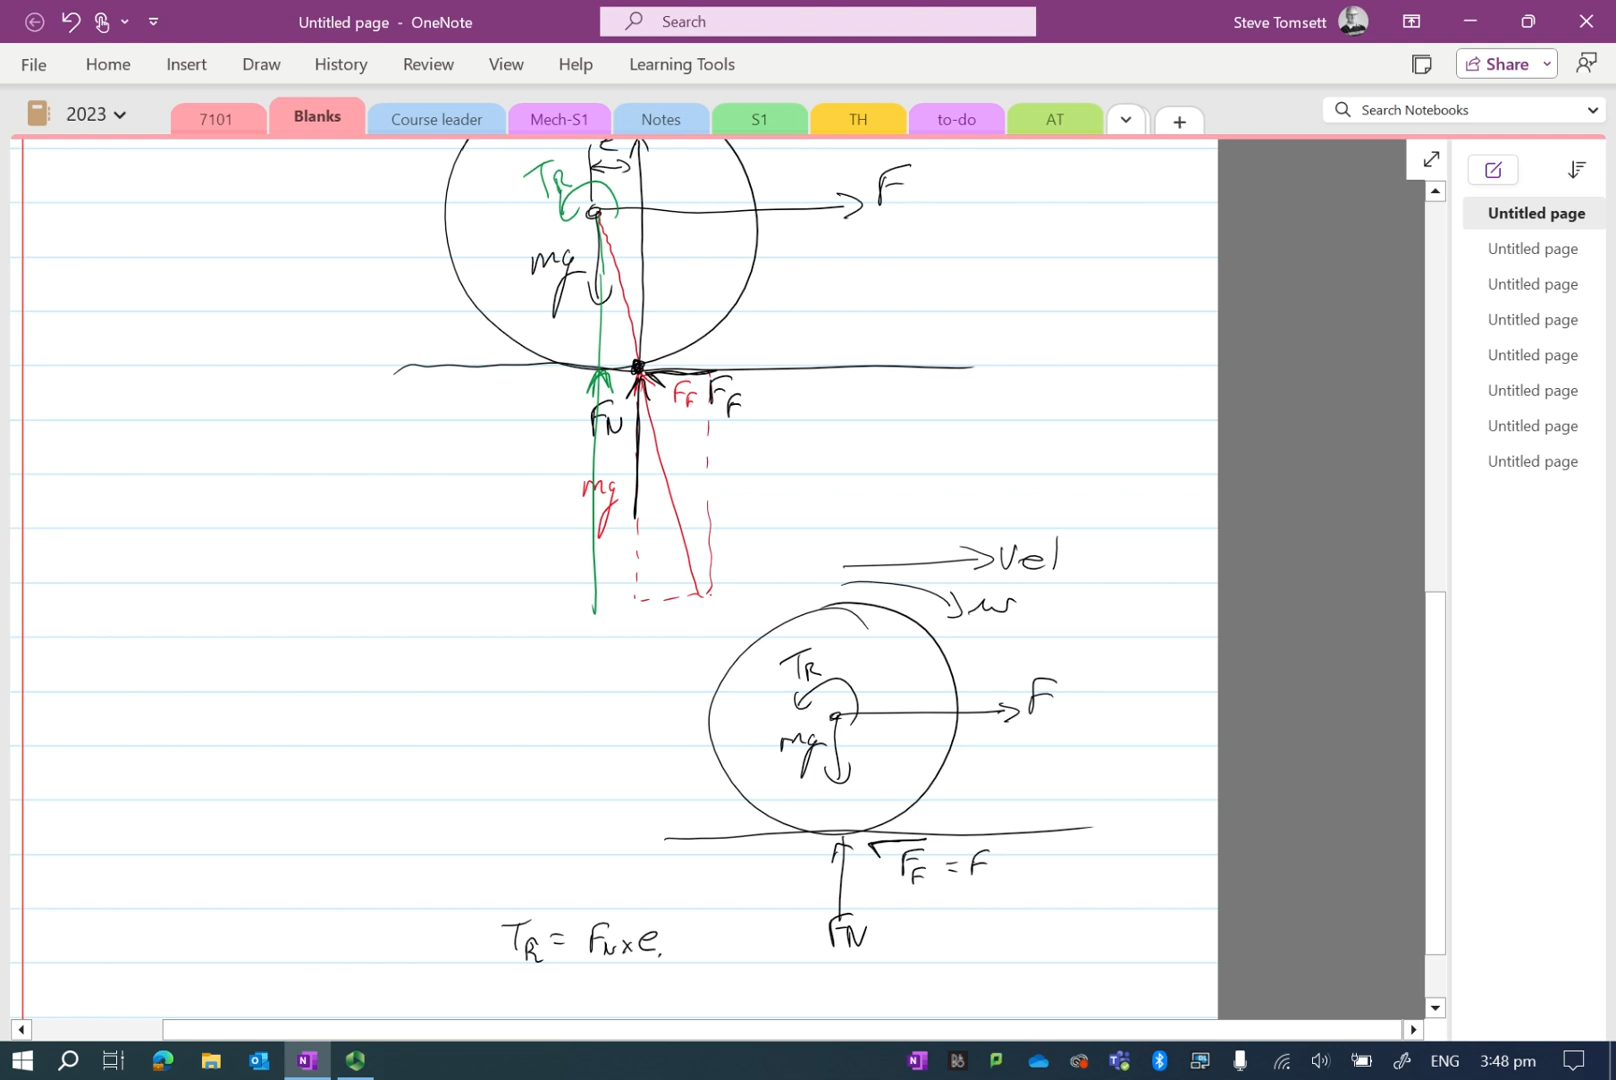 Untitled page - OneNote
Search
Steve Tomsett
File Home Insert Draw History Review View Help Learning Tools
Share
2023
7101 Blanks Course leader Mech-S1 Notes S1 TH to-do AT
Search Notebooks
Untitled page
Untitled page
Untitled page
Untitled page
Untitled page
Untitled page
Untitled page
Untitled page
e
TR
F
mg
FN
FF
FF
mg
Vel
w
TR
F
mg
FF = F
FN
TR = FN x e.
ENG
3:48 pm